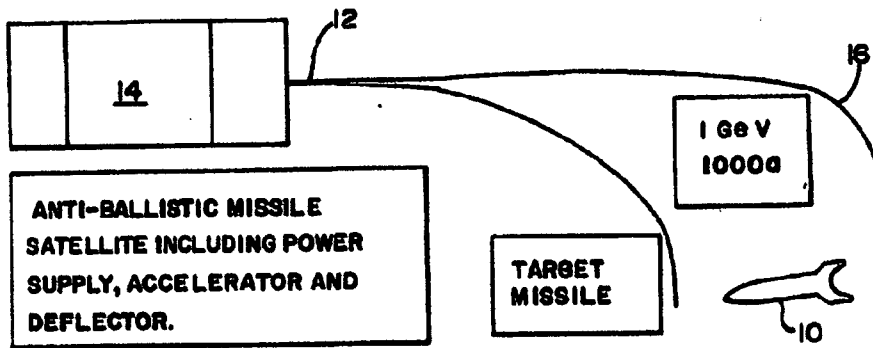 12
16
14
1 GeV
1000a
ANTI-BALLISTIC MISSILE
SATELLITE INCLUDING POWER
SUPPLY, ACCELERATOR AND
DEFLECTOR.
TARGET
MISSILE
10